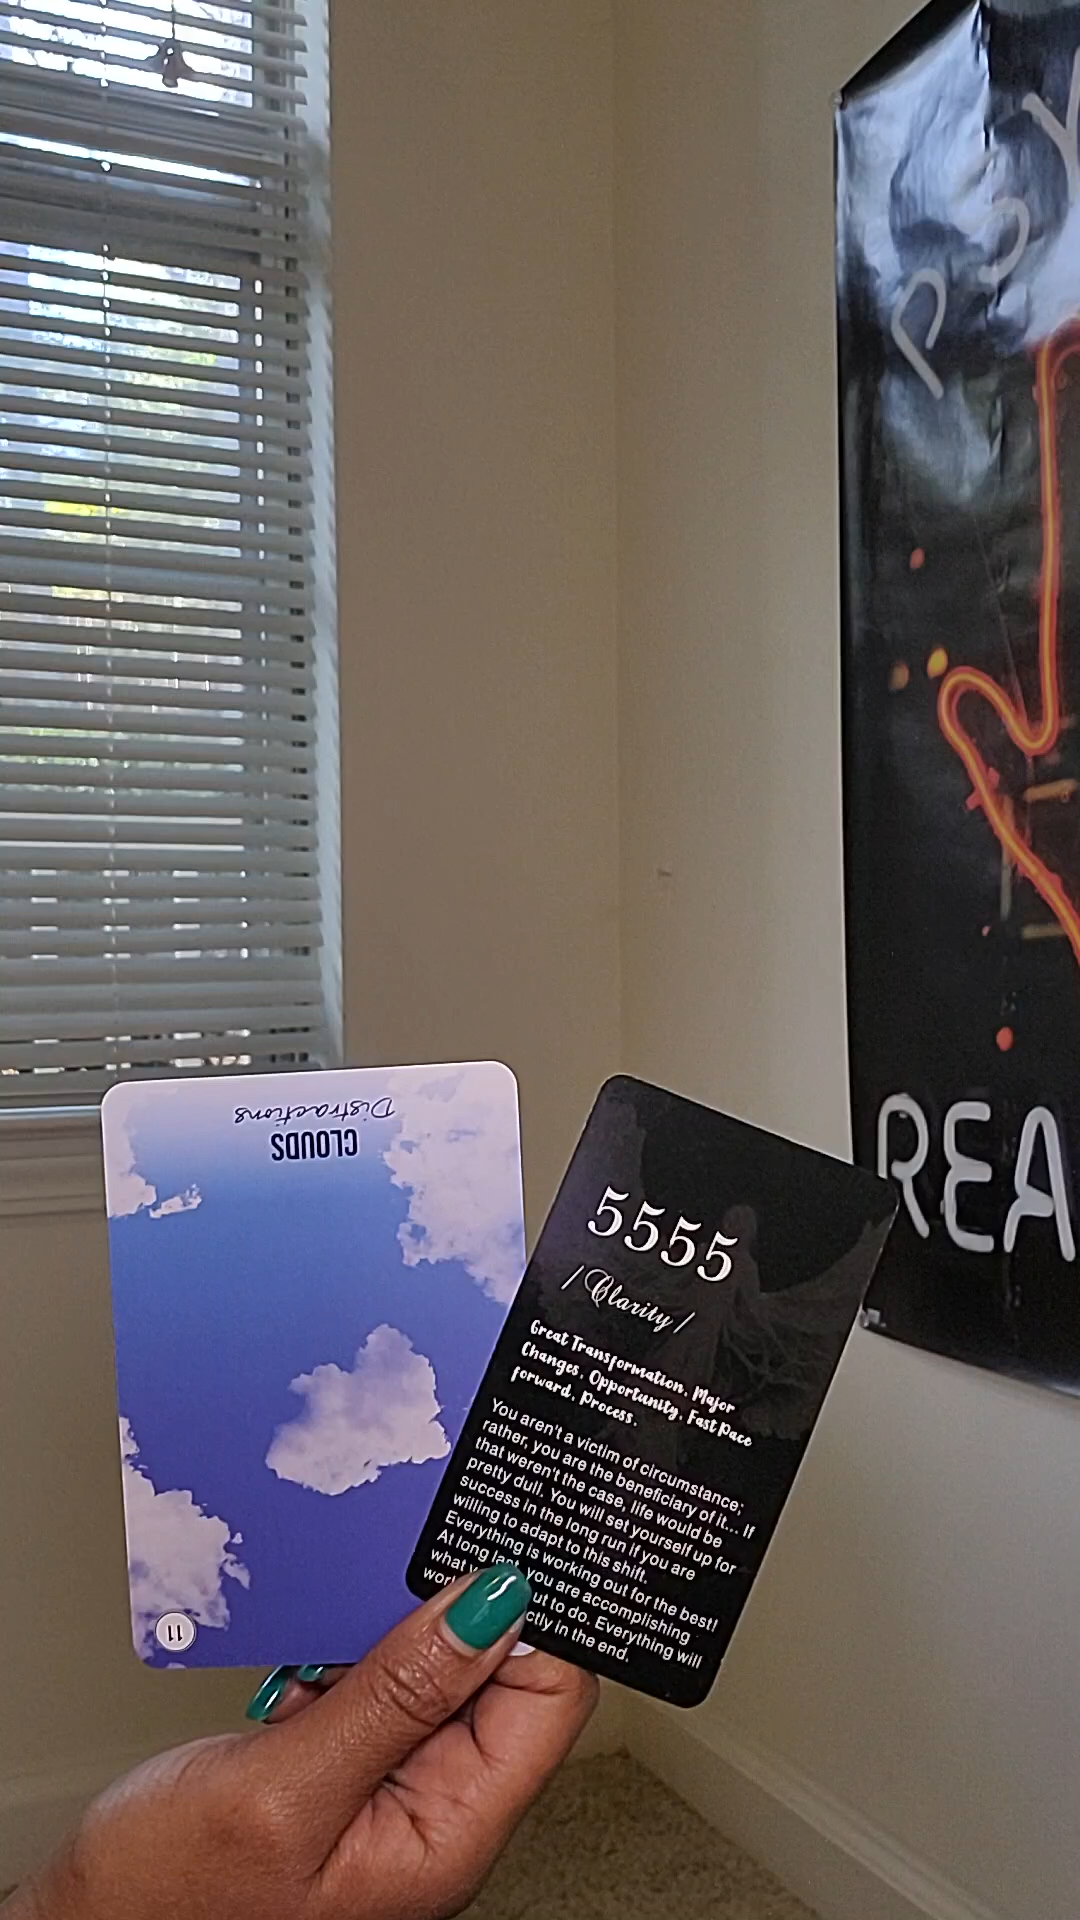 PSY
REA
Distractions
CLOUDS
11
5555
/Clarity/
Great Transformation, Major
Changes, Opportunity, Fast Pace
forward, Process.
You aren't a victim of circumstance;
rather, you are the beneficiary of it... If
that weren't the case, life would be
pretty dull. You will set yourself up for
success in the long run if you are
willing to adapt to this shift.
Everything is working out for the best!
At long last, you are accomplishing
what ut to do. Everything will
in the end.